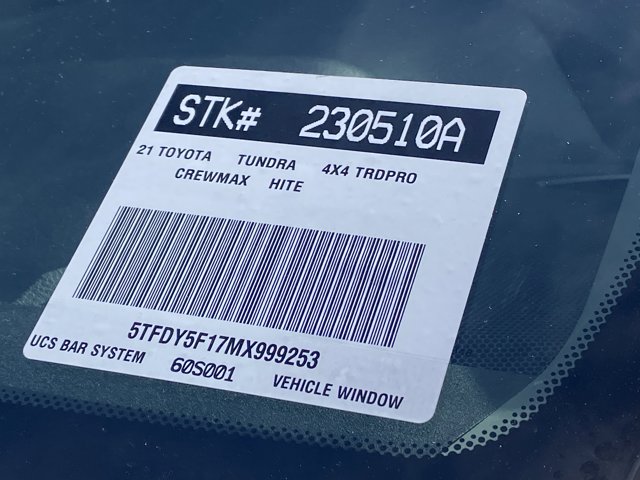 STK# 230510A
21 TOYOTA TUNDRA 4X4 TRDPRO
CREWMAX HITE
5TFDY5F17MX999253
UCS BAR SYSTEM 60S001 VEHICLE WINDOW